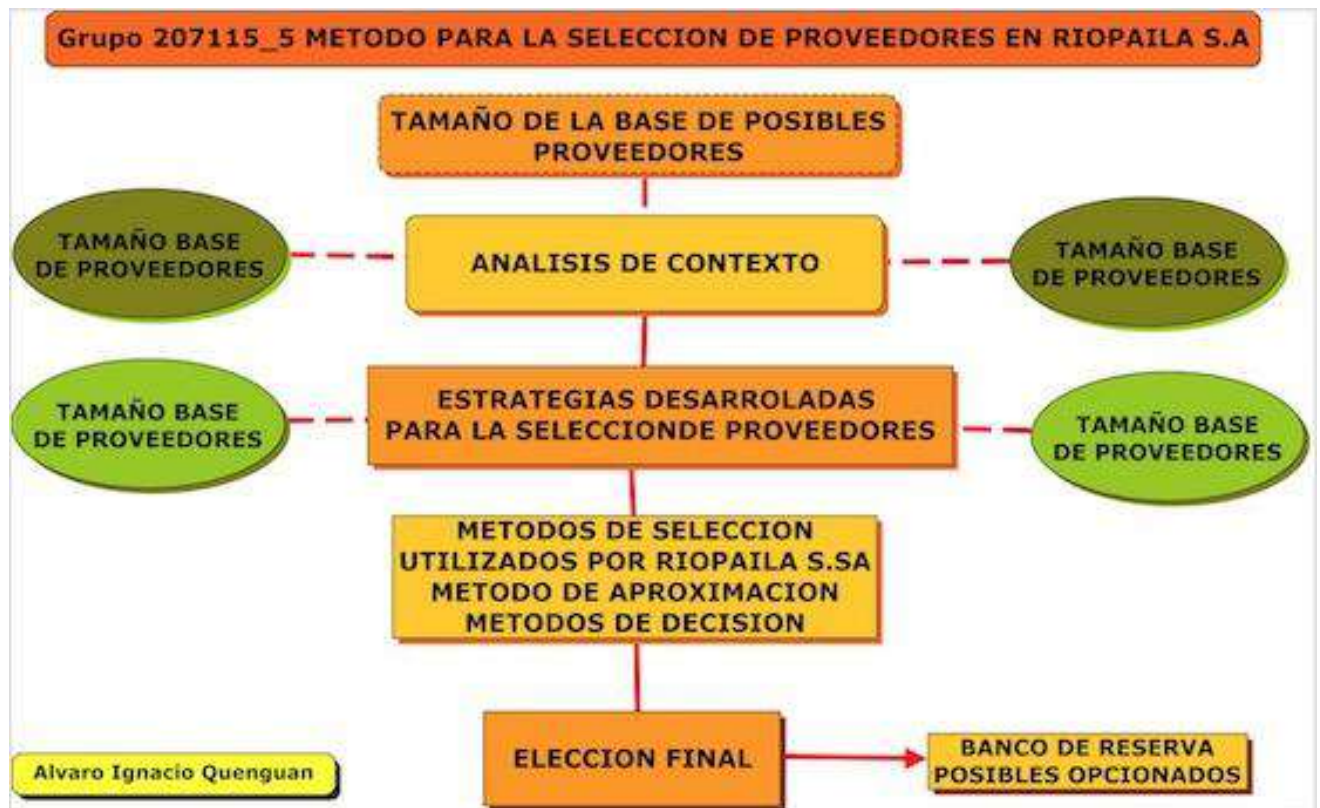 Grupo 207115_5 METODO PARA LA SELECCION DE PROVEEDORES EN RIOPAILA S.A
TAMAÑO DE LA BASE DE POSIBLES
PROVEEDORES
TAMAÑO BASE
DE PROVEEDORES
ANALISIS DE CONTEXTO
TAMAÑO BASE
DE PROVEEDORES
TAMAÑO BASE
DE PROVEEDORES
ESTRATEGIAS DESARROLADAS
PARA LA SELECCIONDE PROVEEDORES
TAMAÑO BASE
DE PROVEEDORES
METODOS DE SELECCION
UTILIZADOS POR RIOPAILA S.SA
METODO DE APROXIMACION
METODOS DE DECISION
ELECCION FINAL
BANCO DE RESERVA
POSIBLES OPCIONADOS
Alvaro Ignacio Quenguan